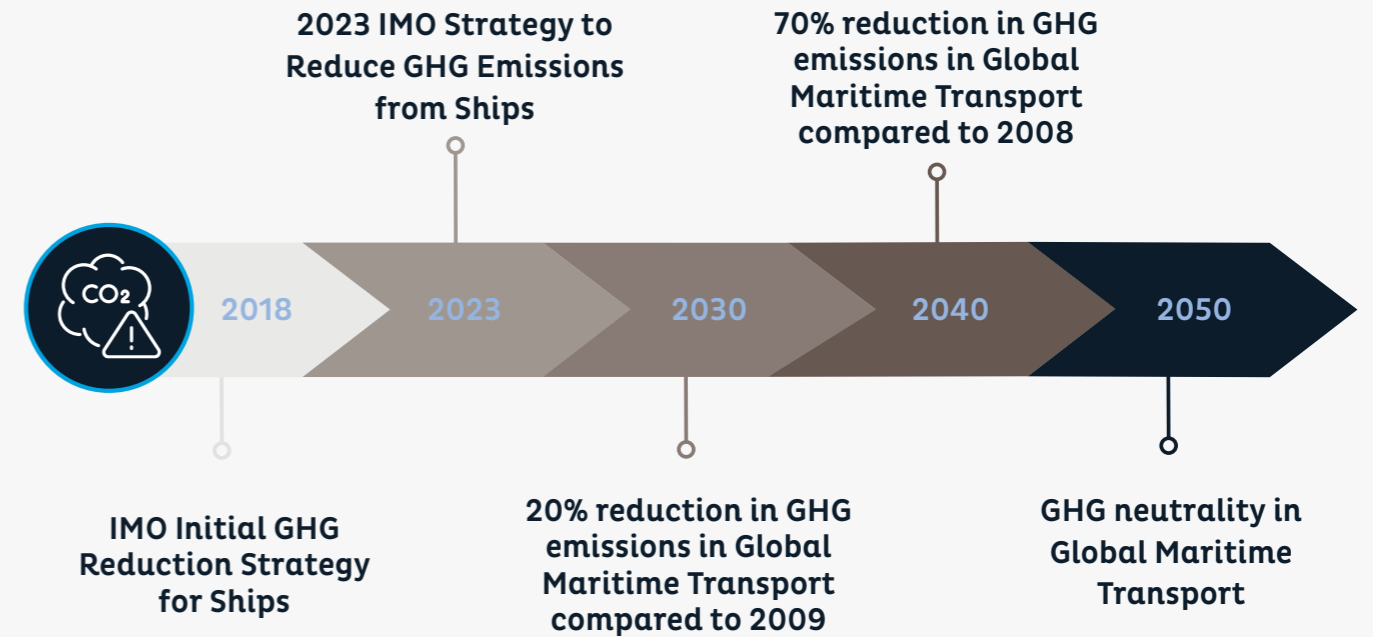 2023 IMO Strategy to
Reduce GHG Emissions
from Ships
70% reduction in GHG
emissions in Global
Maritime Transport
compared to 2008
CO₂
!
2018
2023
2030
2040
2050
IMO Initial GHG
Reduction Strategy
for Ships
20% reduction in GHG
emissions in Global
Maritime Transport
compared to 2009
GHG neutrality in
Global Maritime
Transport